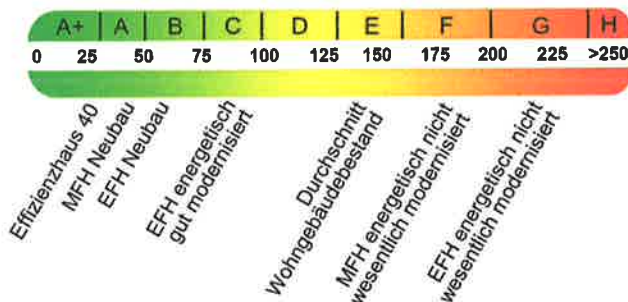 A+ A B C D E F G H
0 25 50 75 100 125 150 175 200 225 >250
Effizienzhaus 40
MFH Neubau
EFH Neubau
EFH energetisch
gut modernisiert
Durchschnitt
Wohngebäudebestand
MFH energetisch nicht
wesentlich modernisiert
EFH energetisch nicht
wesentlich modernisiert